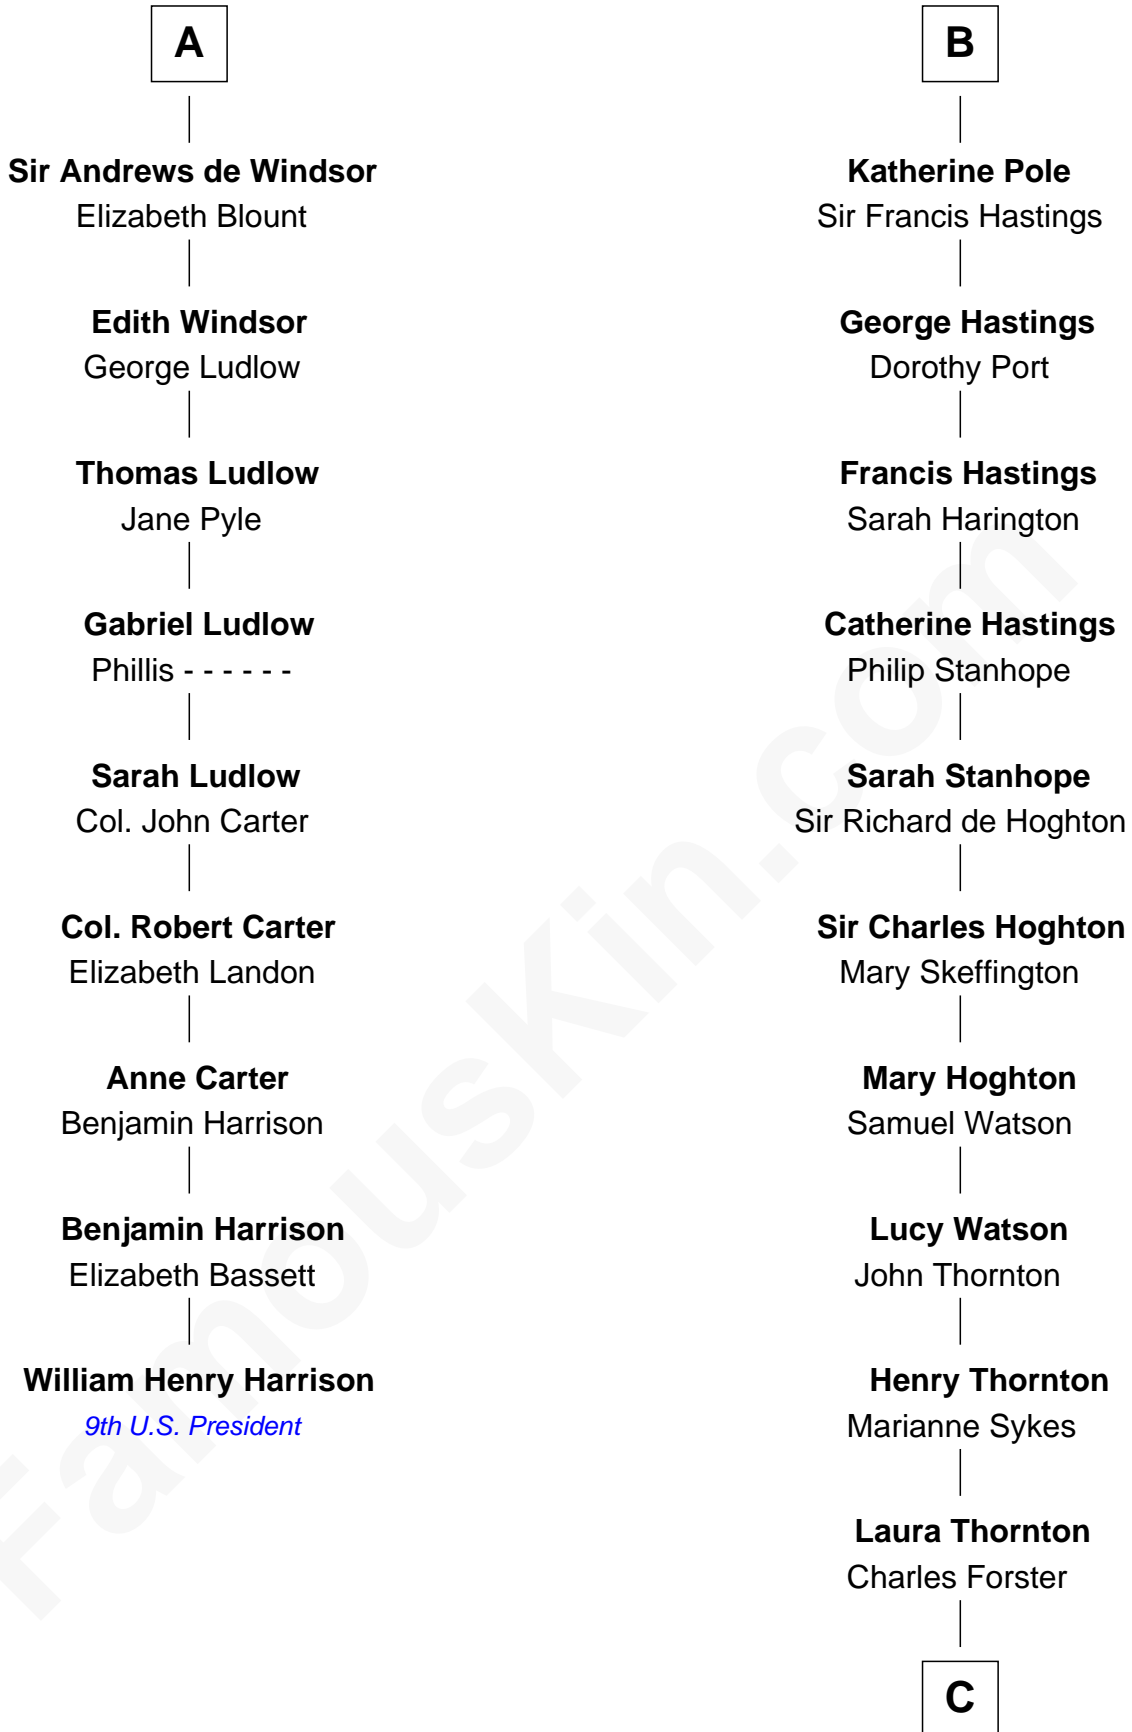 A
Sir Andrews de Windsor
Elizabeth Blount
Edith Windsor
George Ludlow
Thomas Ludlow
Jane Pyle
Gabriel Ludlow
Phillis - - - - - -
Sarah Ludlow
Col. John Carter
Col. Robert Carter
Elizabeth Landon
Anne Carter
Benjamin Harrison
Benjamin Harrison
Elizabeth Bassett
William Henry Harrison
9th U.S. President
B
Katherine Pole
Sir Francis Hastings
George Hastings
Dorothy Port
Francis Hastings
Sarah Harington
Catherine Hastings
Philip Stanhope
Sarah Stanhope
Sir Richard de Hoghton
Sir Charles Hoghton
Mary Skeffington
Mary Hoghton
Samuel Watson
Lucy Watson
John Thornton
Henry Thornton
Marianne Sykes
Laura Thornton
Charles Forster
C
FamousKin.com